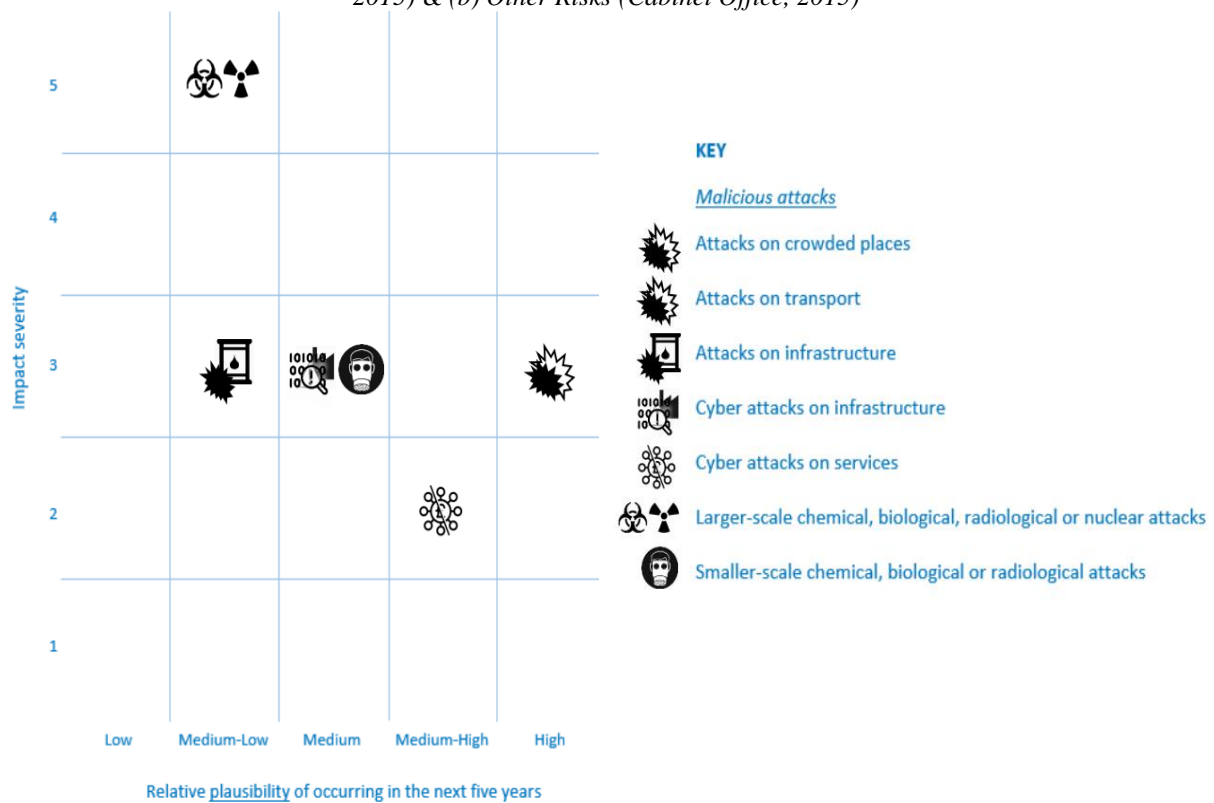 2015) & (b) Other Risks (Cabinet Office, 2015)
5
4
3
2
1
Impact severity
Low Medium-Low Medium Medium-High High
Relative plausibility of occurring in the next five years
KEY
Malicious attacks
Attacks on crowded places
Attacks on transport
Attacks on infrastructure
Cyber attacks on infrastructure
Cyber attacks on services
Larger-scale chemical, biological, radiological or nuclear attacks
Smaller-scale chemical, biological or radiological attacks